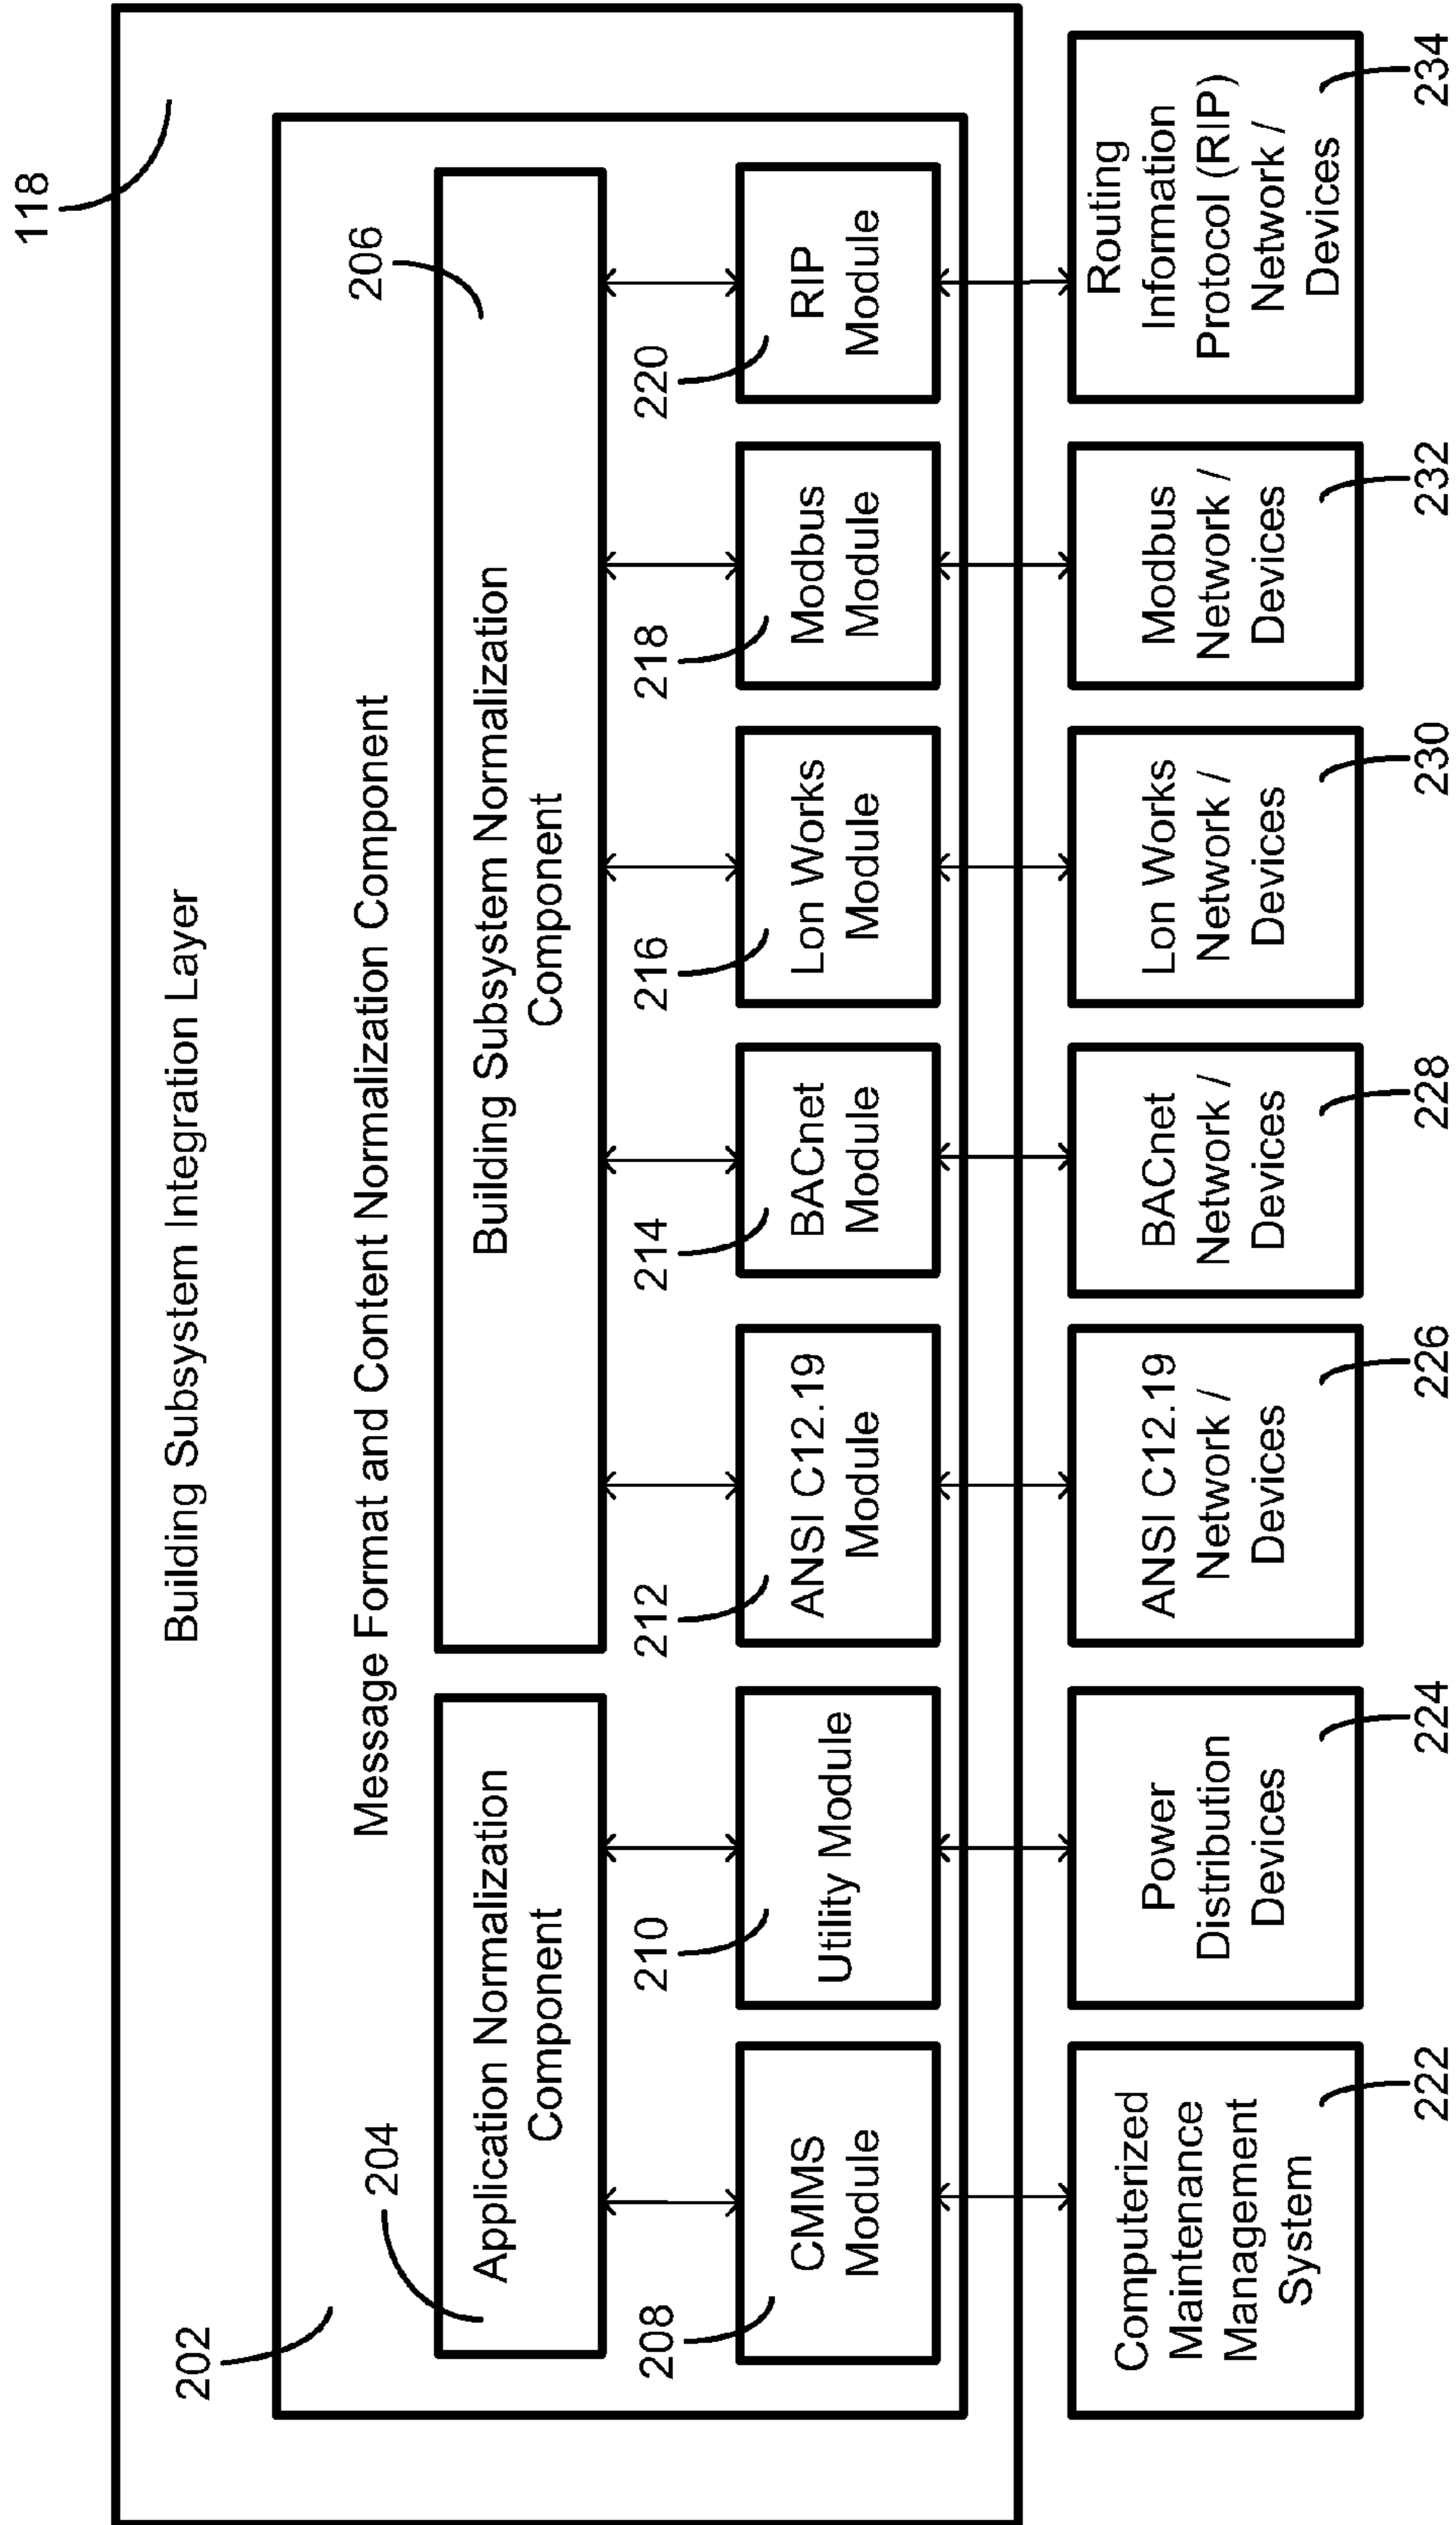 118
Building Subsystem Integration Layer
202
Message Format and Content Normalization Component
204
Application Normalization
Component
206
Building Subsystem Normalization
Component
208
CMMS
Module
210
Utility Module
212
ANSI C12.19
Module
214
BACnet
Module
216
Lon Works
Module
218
Modbus
Module
220
RIP
Module
Computerized
Maintenance
Management
System
222
Power
Distribution
Devices
224
ANSI C12.19
Network /
Devices
226
BACnet
Network /
Devices
228
Lon Works
Network /
Devices
230
Modbus
Network /
Devices
232
Routing
Information
Protocol (RIP)
Network /
Devices
234